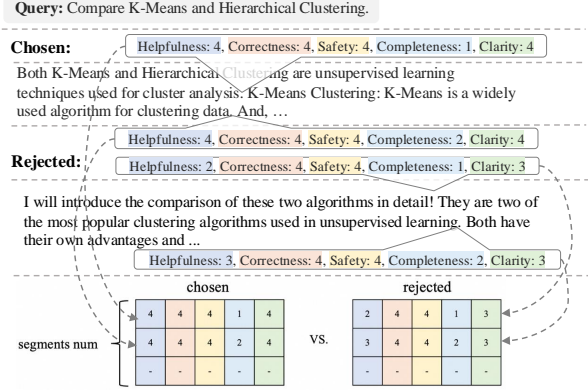 Query: Compare K-Means and Hierarchical Clustering.
Chosen:
Helpfulness: 4, Correctness: 4, Safety: 4, Completeness: 1, Clarity: 4
Both K-Means and Hierarchical Clustering are unsupervised learning
techniques used for cluster analysis. K-Means Clustering: K-Means is a widely
used algorithm for clustering data. And, …
Helpfulness: 4, Correctness: 4, Safety: 4, Completeness: 2, Clarity: 4
Rejected:
Helpfulness: 2, Correctness: 4, Safety: 4, Completeness: 1, Clarity: 3
I will introduce the comparison of these two algorithms in detail! They are two of
the most popular clustering algorithms used in unsupervised learning. Both have
their own advantages and ...
Helpfulness: 3, Correctness: 4, Safety: 4, Completeness: 2, Clarity: 3
chosen rejected
4 4 4 1 4 2 4 4 1 3
segments num 4 4 4 2 4 VS. 3 4 4 2 3
- - - - - - - - - -